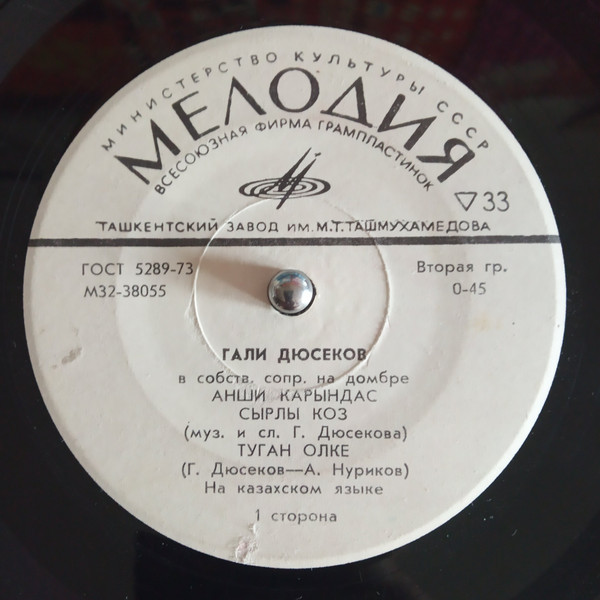 МИНИСТЕРСТВО КУЛЬТУРЫ СССР
МЕЛОДИЯ
ВСЕСОЮЗНАЯ ФИРМА ГРАМПЛАСТИНОК
▽33
ТАШКЕНТСКИЙ ЗАВОД ИМ. М.Т. ТАШМУХАМЕДОВА
ГОСТ 5289-73 Вторая гр.
М32-38055 0-45
ГАЛИ ДЮСЕКОВ
в собств. сопр. на домбре
АНШИ КАРЫНДАС
СЫРЛЫ КОЗ
(муз. и сл. Г. Дюсекова)
ТУГАН ОЛКЕ
(Г. Дюсеков—А. Нуриков)
На казахском языке
1 сторона